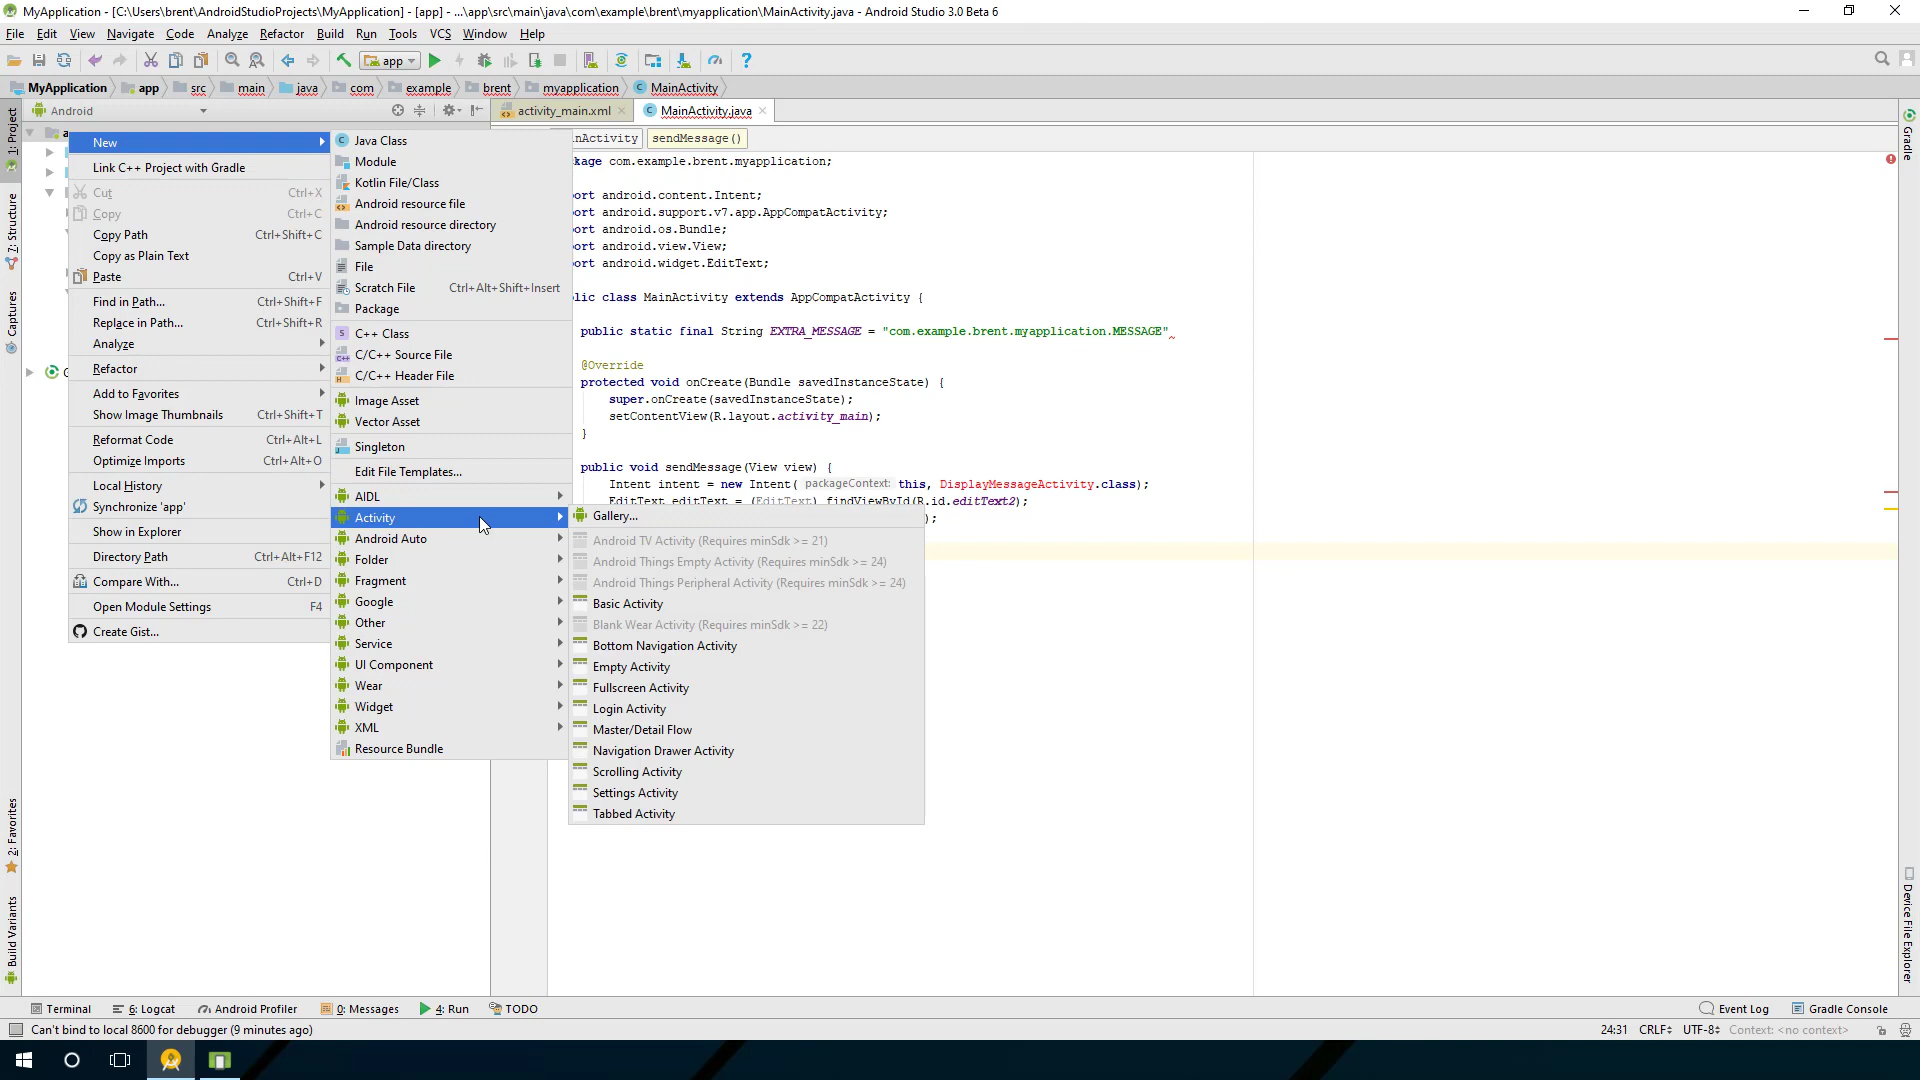 MyApplication - [C:\Users\brent\AndroidStudioProjects\MyApplication] - [app] - ...\app\src\main\java\com\example\brent\myapplication\MainActivity.java - Android Studio 3.0 Beta 6
File Edit View Navigate Code Analyze Refactor Build Run Tools VCS Window Help
app
MyApplication app src main java com example brent myapplication MainActivity
Android activity_main.xml MainActivity.java
nActivity sendMessage()
1: Project
7: Structure
Captures
2: Favorites
Build Variants
New
Link C++ Project with Gradle
Cut Ctrl+X
Copy Ctrl+C
Copy Path Ctrl+Shift+C
Copy as Plain Text
Paste Ctrl+V
Find in Path... Ctrl+Shift+F
Replace in Path... Ctrl+Shift+R
Analyze
Refactor
Add to Favorites
Show Image Thumbnails Ctrl+Shift+T
Reformat Code Ctrl+Alt+L
Optimize Imports Ctrl+Alt+O
Local History
Synchronize 'app'
Show in Explorer
Directory Path Ctrl+Alt+F12
Compare With... Ctrl+D
Open Module Settings F4
Create Gist...
Java Class
Module
Kotlin File/Class
Android resource file
Android resource directory
Sample Data directory
File
Scratch File Ctrl+Alt+Shift+Insert
Package
C++ Class
C/C++ Source File
C/C++ Header File
Image Asset
Vector Asset
Singleton
Edit File Templates...
AIDL
Activity
Android Auto
Folder
Fragment
Google
Other
Service
UI Component
Wear
Widget
XML
Resource Bundle
Gallery...
Android TV Activity (Requires minSdk >= 21)
Android Things Empty Activity (Requires minSdk >= 24)
Android Things Peripheral Activity (Requires minSdk >= 24)
Basic Activity
Blank Wear Activity (Requires minSdk >= 22)
Bottom Navigation Activity
Empty Activity
Fullscreen Activity
Login Activity
Master/Detail Flow
Navigation Drawer Activity
Scrolling Activity
Settings Activity
Tabbed Activity
kage com.example.brent.myapplication;
ort android.content.Intent;
ort android.support.v7.app.AppCompatActivity;
ort android.os.Bundle;
ort android.view.View;
ort android.widget.EditText;
lic class MainActivity extends AppCompatActivity {
public static final String EXTRA_MESSAGE = "com.example.brent.myapplication.MESSAGE"
@Override
protected void onCreate(Bundle savedInstanceState) {
super.onCreate(savedInstanceState);
setContentView(R.layout.activity_main);
}
public void sendMessage(View view) {
Intent intent = new Intent( packageContext: this, DisplayMessageActivity.class);
EditText editText = (EditText) findViewById(R.id.editText2);
);
Gradle
Device File Explorer
Terminal 6: Logcat Android Profiler 0: Messages 4: Run TODO Event Log Gradle Console
Can't bind to local 8600 for debugger (9 minutes ago) 24:31 CRLF UTF-8 Context: <no context>